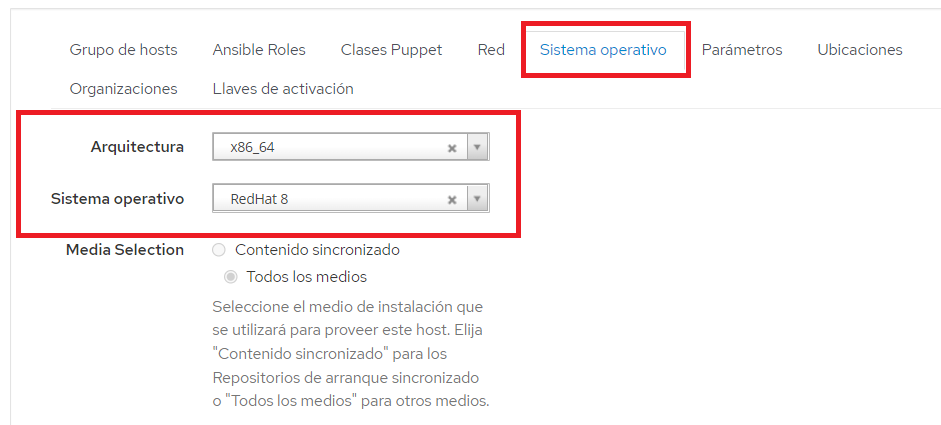 Grupo de hosts Ansible Roles Clases Puppet Red Sistema operativo Parámetros Ubicaciones
Organizaciones Llaves de activación
Arquitectura x86_64
Sistema operativo RedHat 8
Media Selection Contenido sincronizado
Todos los medios
Seleccione el medio de instalación que
se utilizará para proveer este host. Elija
"Contenido sincronizado" para los
Repositorios de arranque sincronizado
o "Todos los medios" para otros medios.